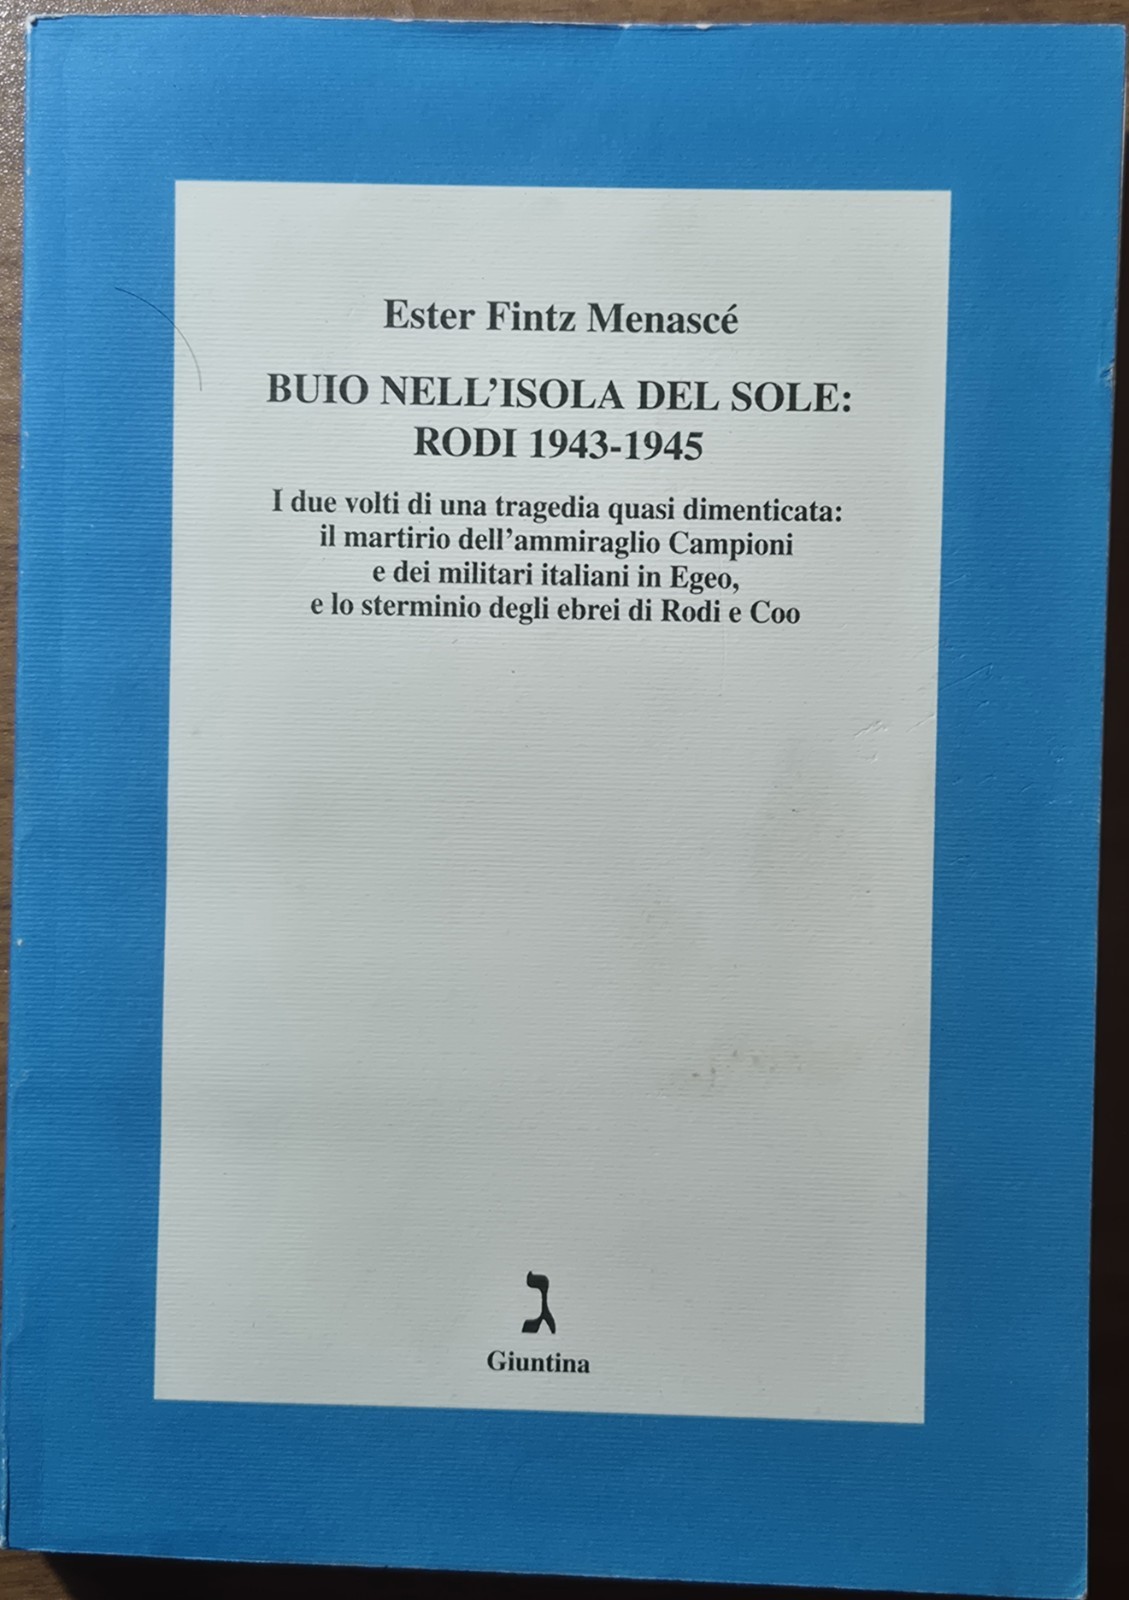 Ester Fintz Menascé
BUIO NELL'ISOLA DEL SOLE:
RODI 1943-1945
I due volti di una tragedia quasi dimenticata:
il martirio dell'ammiraglio Campioni
e dei militari italiani in Egeo,
e lo sterminio degli ebrei di Rodi e Coo
ג
Giuntina